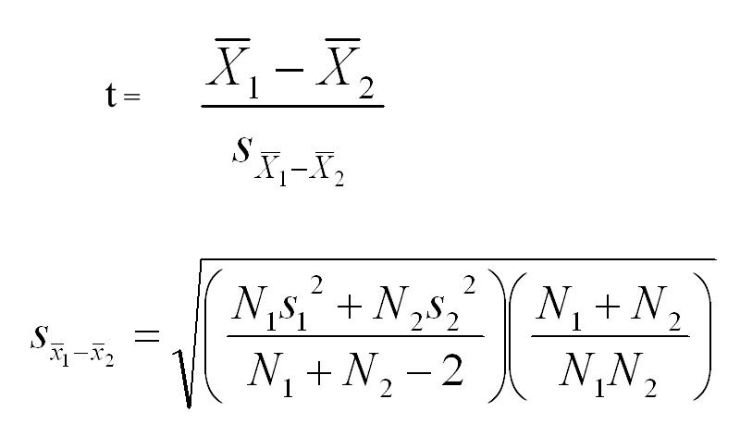 t = (X̄₁ − X̄₂) / s_(X̄₁−X̄₂)
s_(x̄₁−x̄₂) = √(((N₁s₁² + N₂s₂²) / (N₁ + N₂ − 2)) ((N₁ + N₂) / (N₁N₂)))